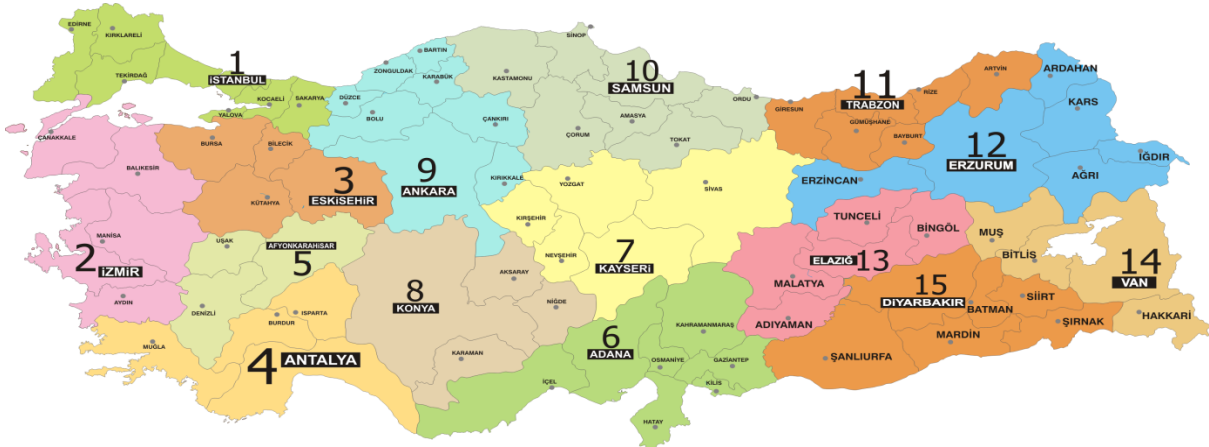 EDİRNE
KIRKLARELİ
TEKİRDAĞ
1
İSTANBUL
KOCAELİ
SAKARYA
YALOVA
ÇANAKKALE
BALIKESİR
MANİSA
2
İZMİR
AYDIN
BURSA
BİLECİK
3
ESKİSEHİR
KÜTAHYA
UŞAK
AFYONKARAHİSAR
5
DENİZLİ
ISPARTA
BURDUR
MUĞLA
4
ANTALYA
BARTIN
ZONGULDAK
KARABÜK
DÜZCE
BOLU
ÇANKIRI
9
ANKARA
KIRIKKALE
AKSARAY
8
KONYA
NİĞDE
KARAMAN
SİNOP
KASTAMONU
10
SAMSUN
ORDU
AMASYA
ÇORUM
TOKAT
YOZGAT
SİVAS
KIRŞEHİR
NEVŞEHİR
7
KAYSERİ
6
ADANA
KAHRAMANMARAŞ
OSMANİYE
GAZİANTEP
İÇEL
KİLİS
HATAY
ARTVİN
11
TRABZON
RİZE
GİRESUN
GÜMÜŞHANE
BAYBURT
ARDAHAN
KARS
12
ERZURUM
IĞDIR
AĞRI
ERZİNCAN
TUNCELİ
BİNGÖL
ELAZIĞ
13
MALATYA
ADIYAMAN
MUŞ
BİTLİS
14
VAN
HAKKARİ
15
DİYARBAKIR
SİİRT
BATMAN
ŞIRNAK
MARDİN
ŞANLIURFA